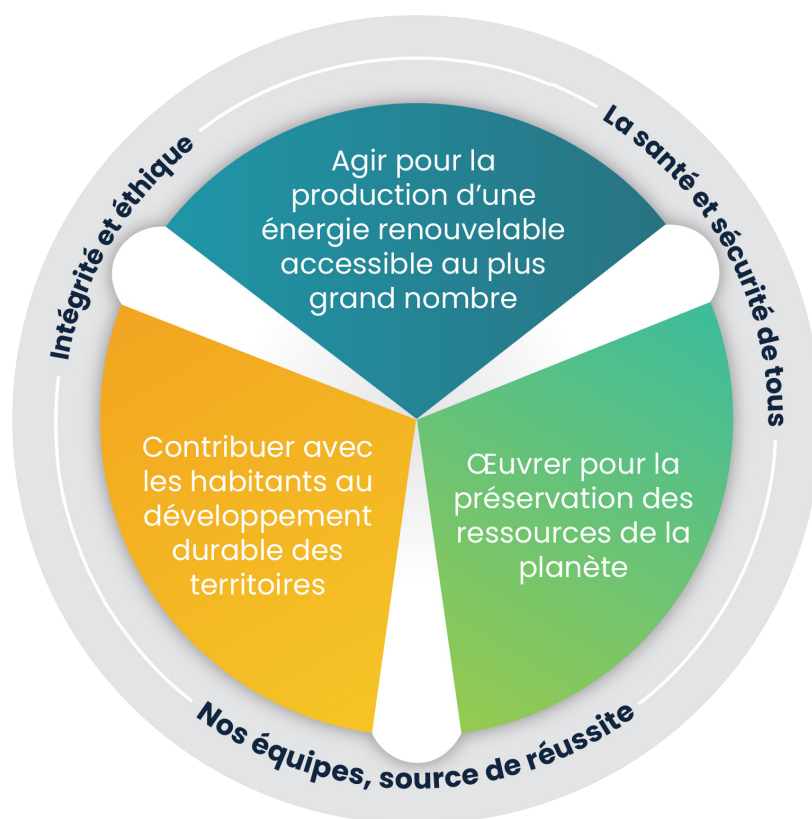 Intégrité et éthique
La santé et sécurité de tous
Agir pour la
production d’une
énergie renouvelable
accessible au plus
grand nombre
Contribuer avec
les habitants au
développement
durable des
territoires
Œuvrer pour la
préservation des
ressources de la
planète
Nos équipes, source de réussite